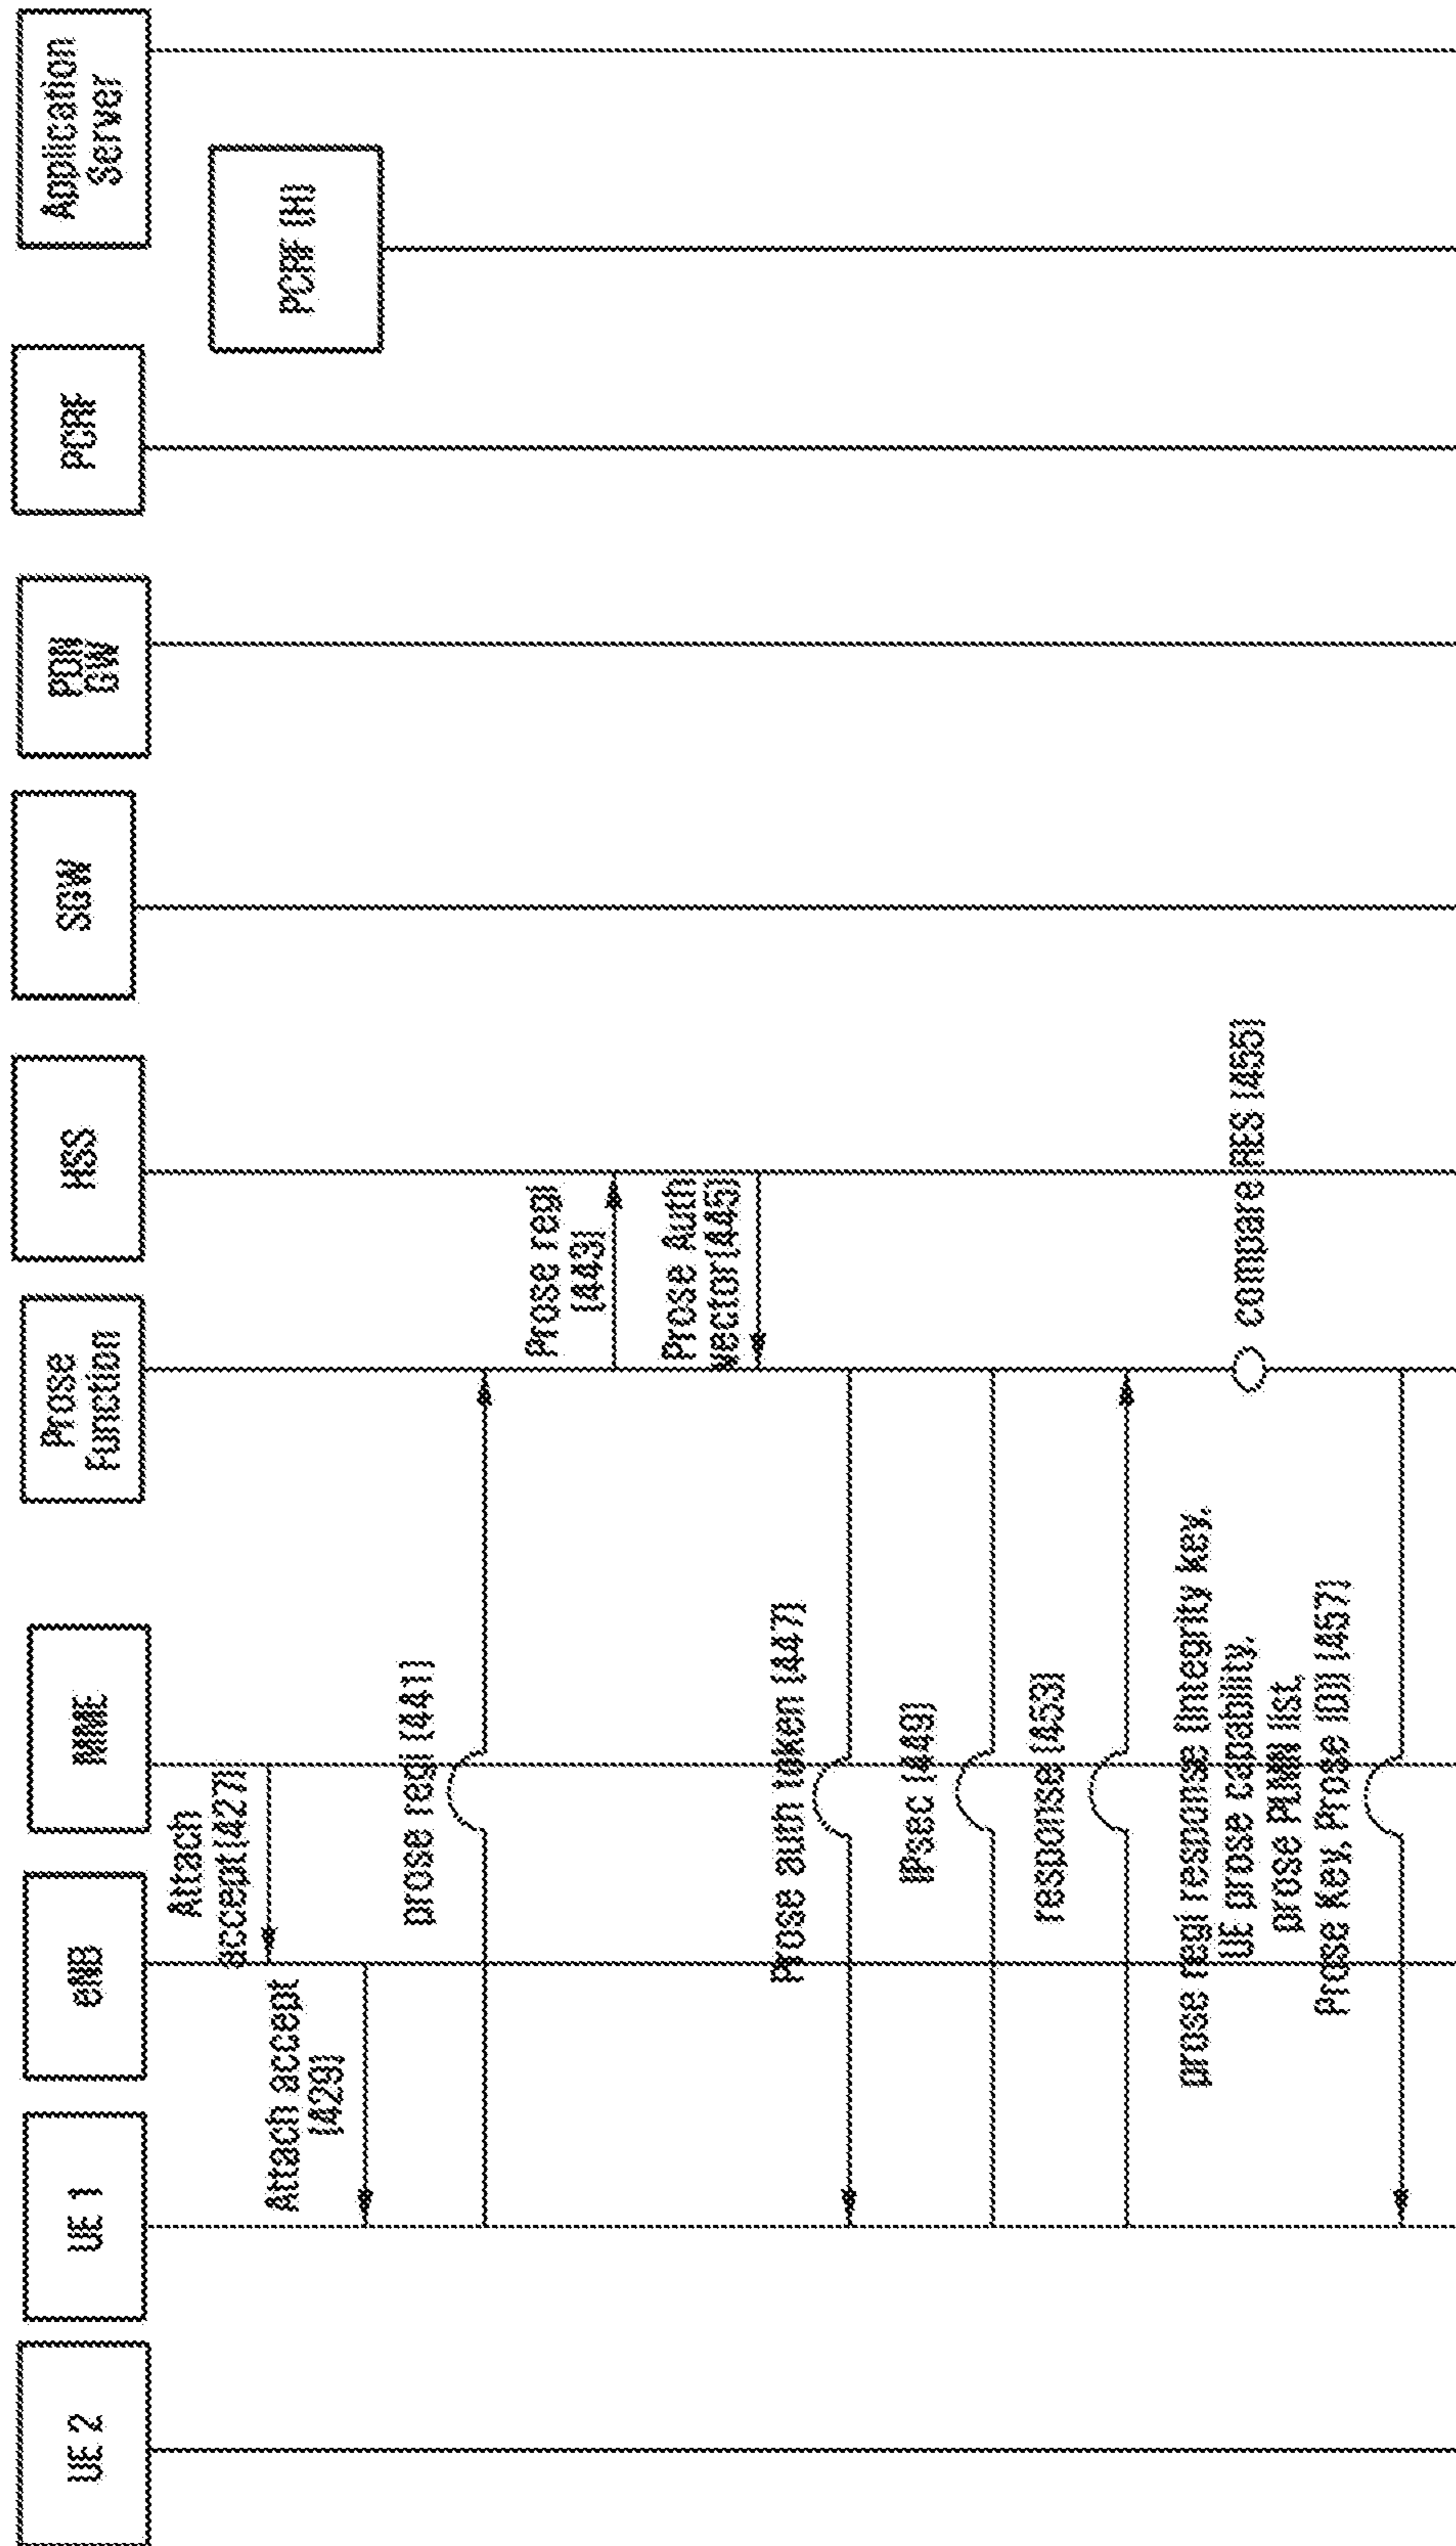 UE 2
UE 1
eNB
MME
Prose
Function
HSS
SGW
PDN
GW
PCRF
Application
Server
PCRF (H)
Attach
accept(427)
Attach accept
(429)
prose regi (441)
Prose regi
(443)
Prose Auth
vector(445)
Prose auth token (447)
IPsec (449)
response (453)
compare RES (455)
prose regi response (Integrity key,
UE prose capability,
prose PLMN list,
Prose Key, Prose ID)) (457)